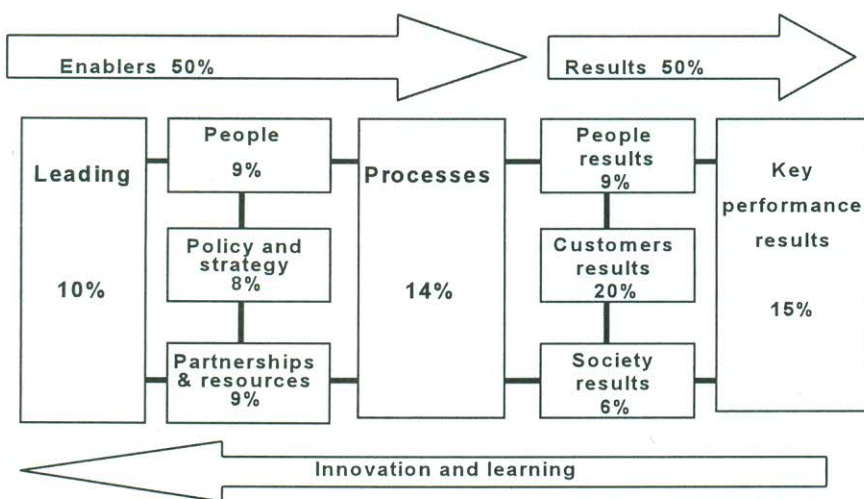 Enablers 50%
Results 50%
Leading
10%
People
9%
Policy and
strategy
8%
Partnerships
& resources
9%
Processes
14%
People
results
9%
Customers
results
20%
Society
results
6%
Key
performance
results
15%
Innovation and learning